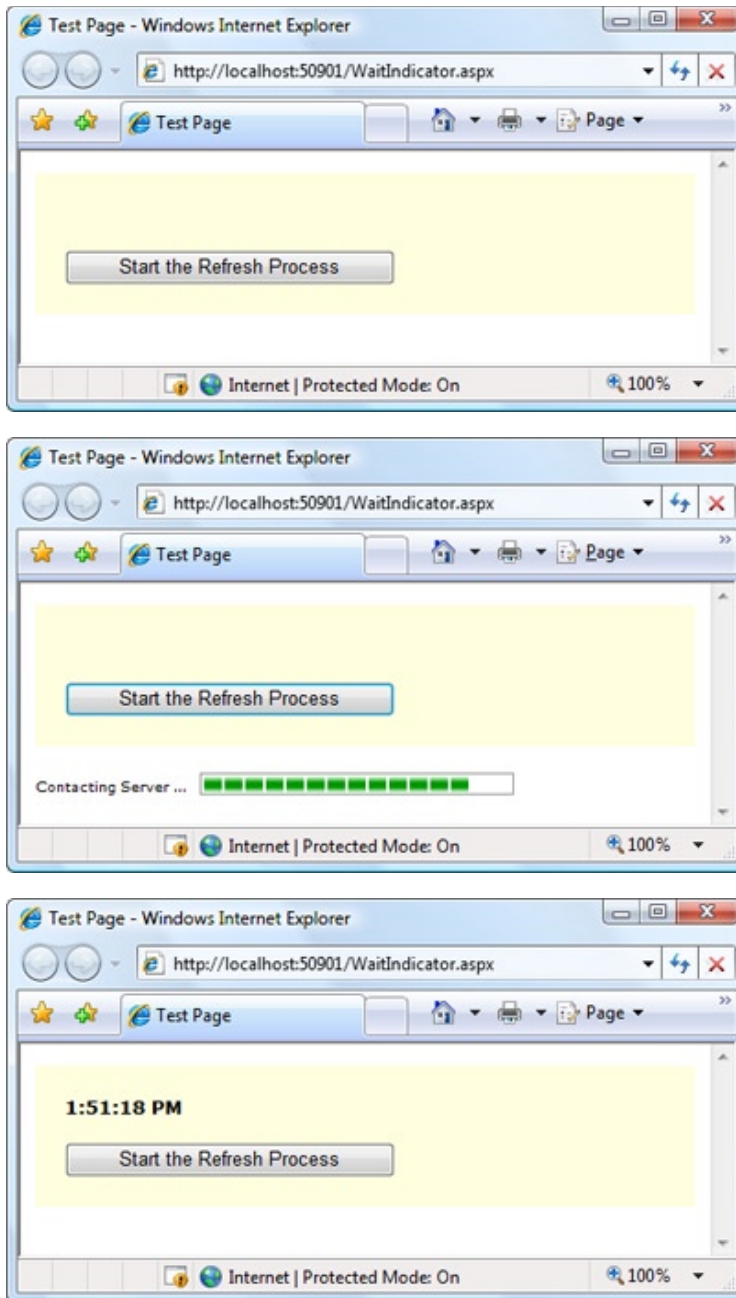 Test Page - Windows Internet Explorer
http://localhost:50901/WaitIndicator.aspx
Test Page
Page
Start the Refresh Process
Internet | Protected Mode: On
100%
Test Page - Windows Internet Explorer
http://localhost:50901/WaitIndicator.aspx
Test Page
Page
Start the Refresh Process
Contacting Server ...
Internet | Protected Mode: On
100%
Test Page - Windows Internet Explorer
http://localhost:50901/WaitIndicator.aspx
Test Page
Page
1:51:18 PM
Start the Refresh Process
Internet | Protected Mode: On
100%